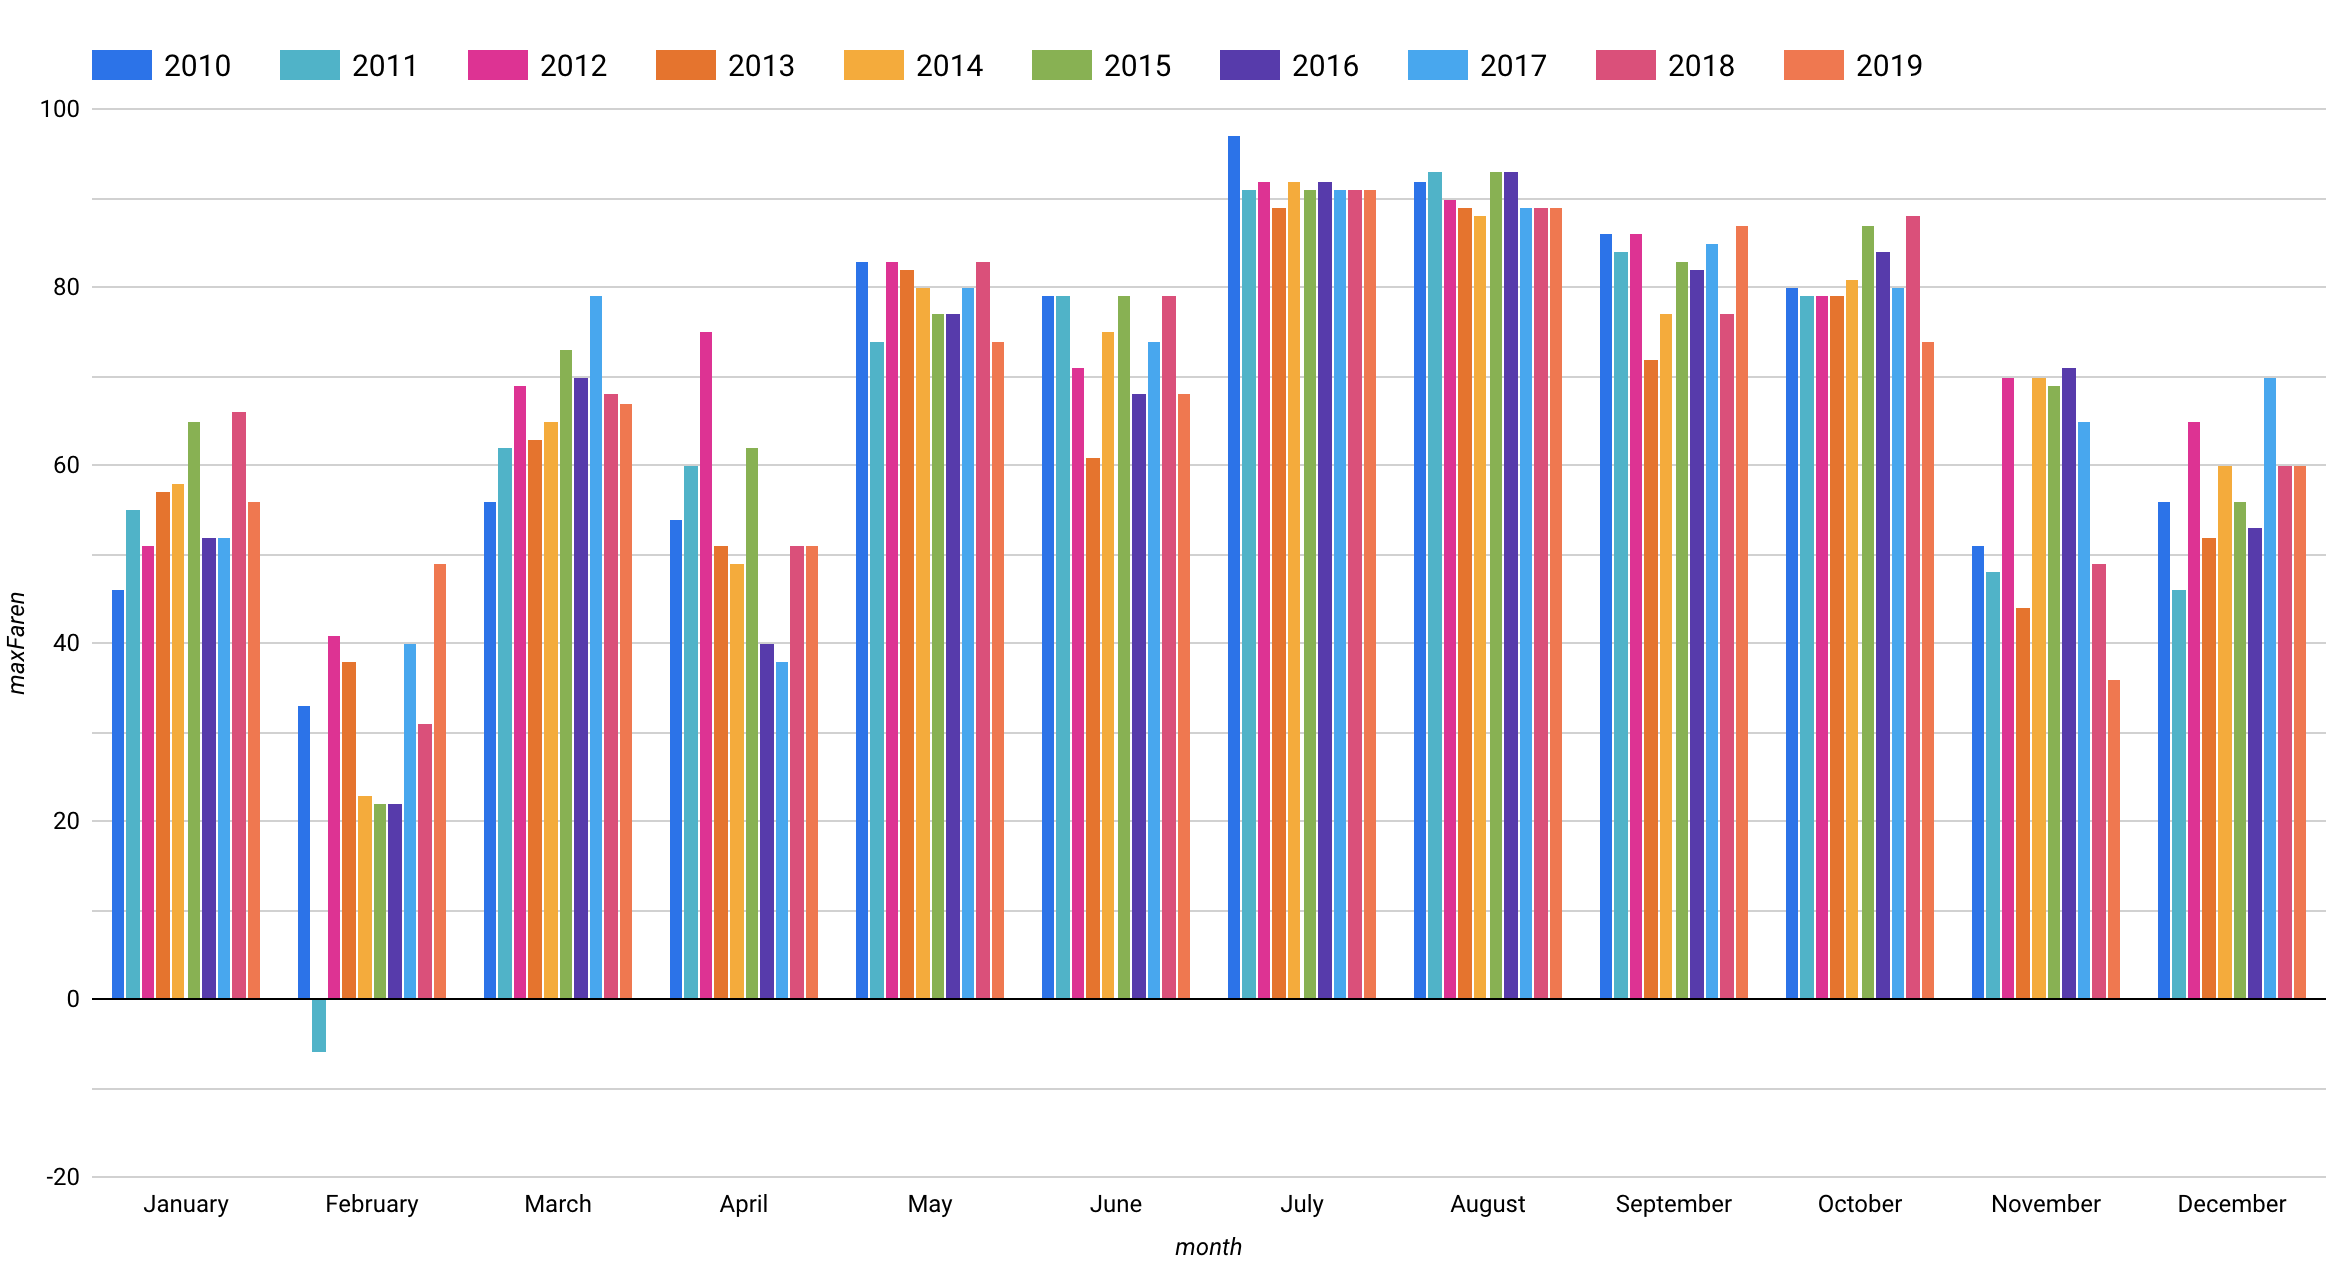 2010 2011 2012 2013 2014 2015 2016 2017 2018 2019
100
80
60
40
20
0
-20
maxFaren
January February March April May June July August September October November December
month